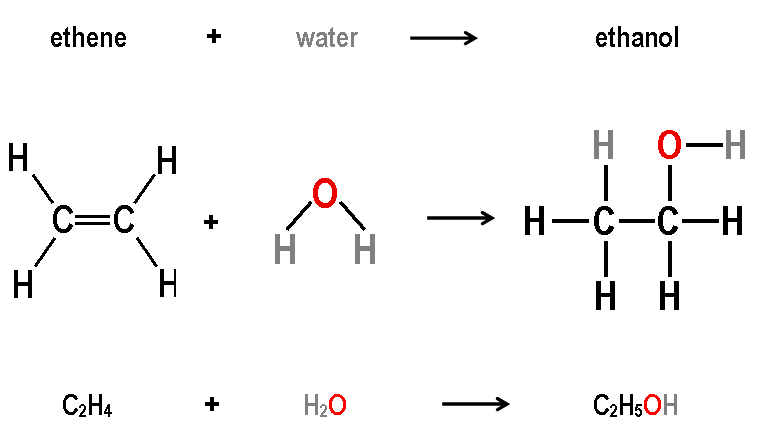 ethene + water → ethanol
H H H O H
C C + O → H C C H
H H H H H H
C₂H₄ + H₂O → C₂H₅OH